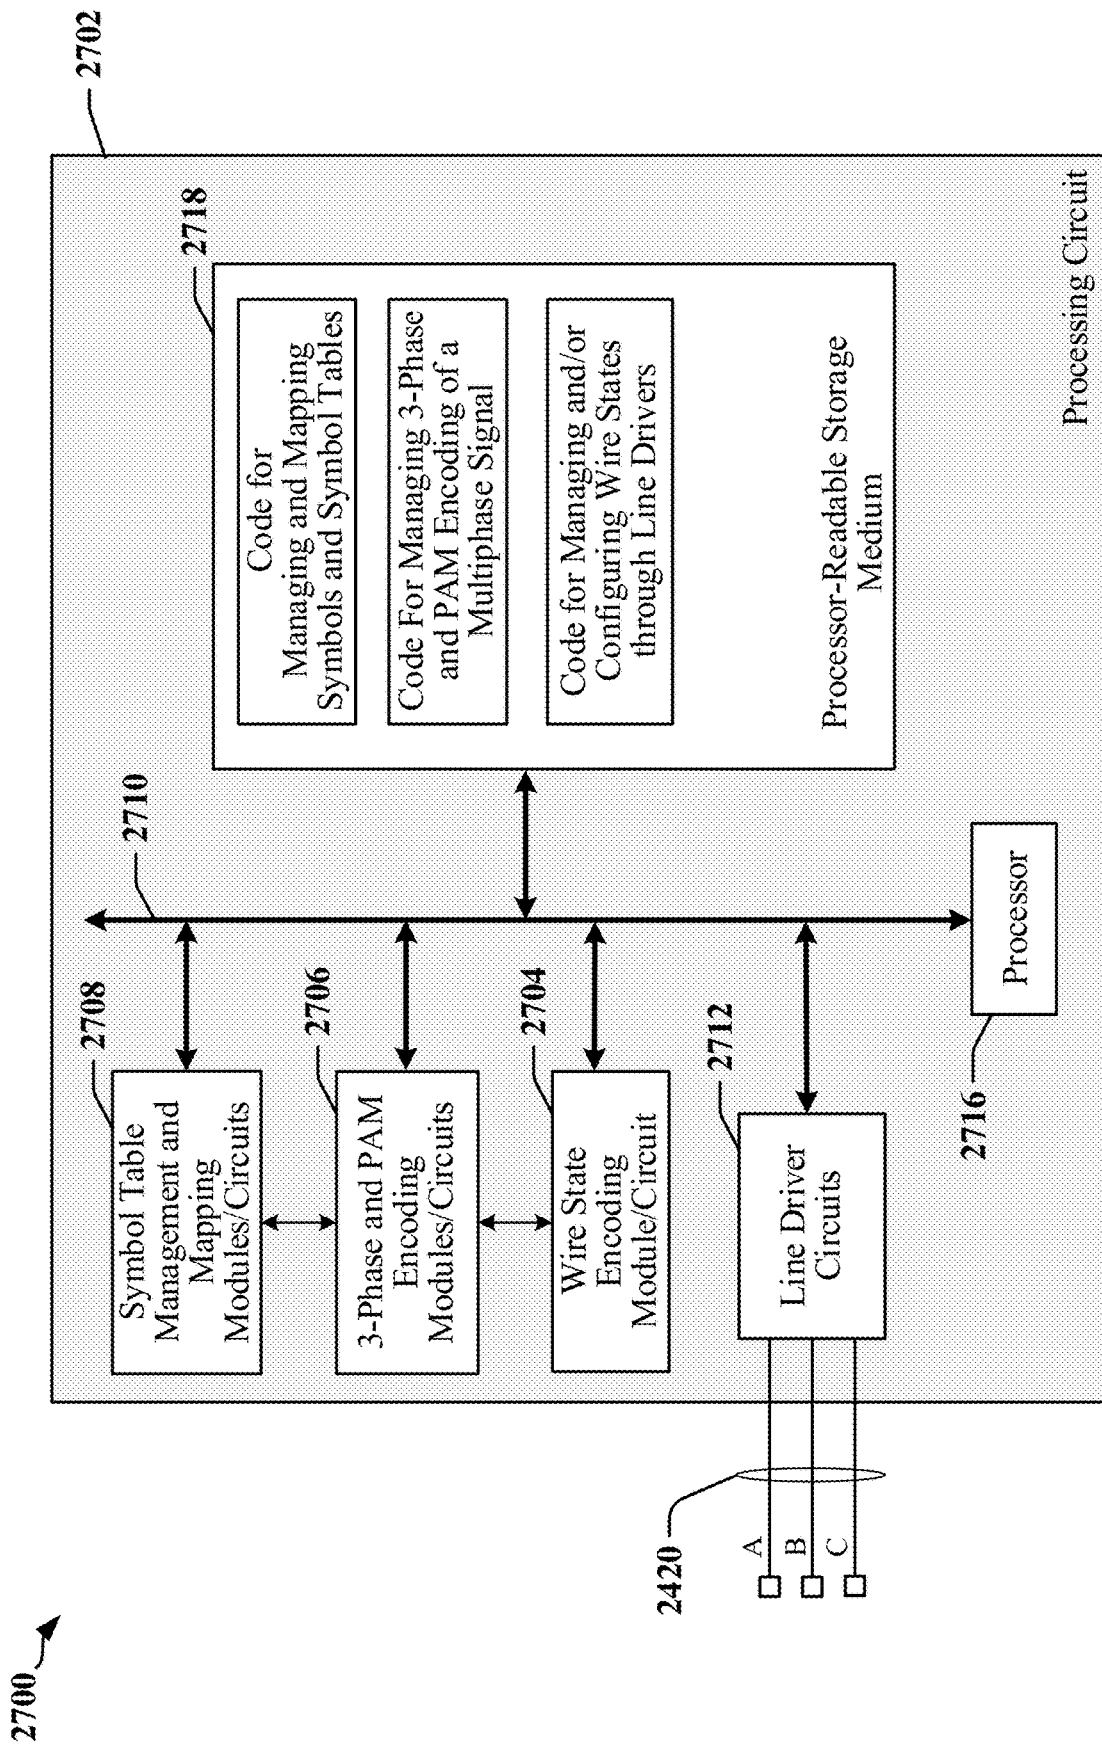 2700
2702
2708
Symbol Table
Management and
Mapping
Modules/Circuits
2706
3-Phase and PAM
Encoding
Modules/Circuits
2704
Wire State
Encoding
Module/Circuit
2712
Line Driver
Circuits
2420
A
B
C
2710
2716
Processor
2718
Code for
Managing and Mapping
Symbols and Symbol Tables
Code For Managing 3-Phase
and PAM Encoding of a
Multiphase Signal
Code for Managing and/or
Configuring Wire States
through Line Drivers
Processor-Readable Storage
Medium
Processing Circuit